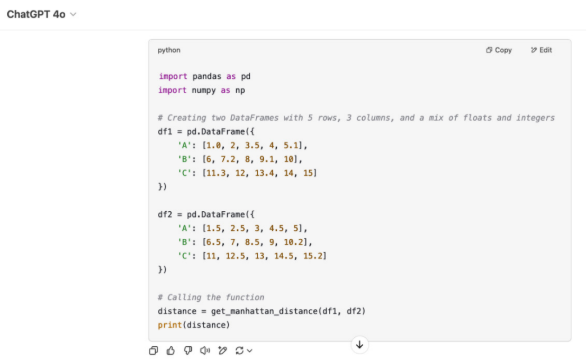 ChatGPT 4o
python
Copy
Edit
import pandas as pd
import numpy as np
# Creating two DataFrames with 5 rows, 3 columns, and a mix of floats and integers
df1 = pd.DataFrame({
    'A': [1.0, 2, 3.5, 4, 5.1],
    'B': [6, 7.2, 8, 9.1, 10],
    'C': [11.3, 12, 13.4, 14, 15]
})
df2 = pd.DataFrame({
    'A': [1.5, 2.5, 3, 4.5, 5],
    'B': [6.5, 7, 8.5, 9, 10.2],
    'C': [11, 12.5, 13, 14.5, 15.2]
})
# Calling the function
distance = get_manhattan_distance(df1, df2)
print(distance)